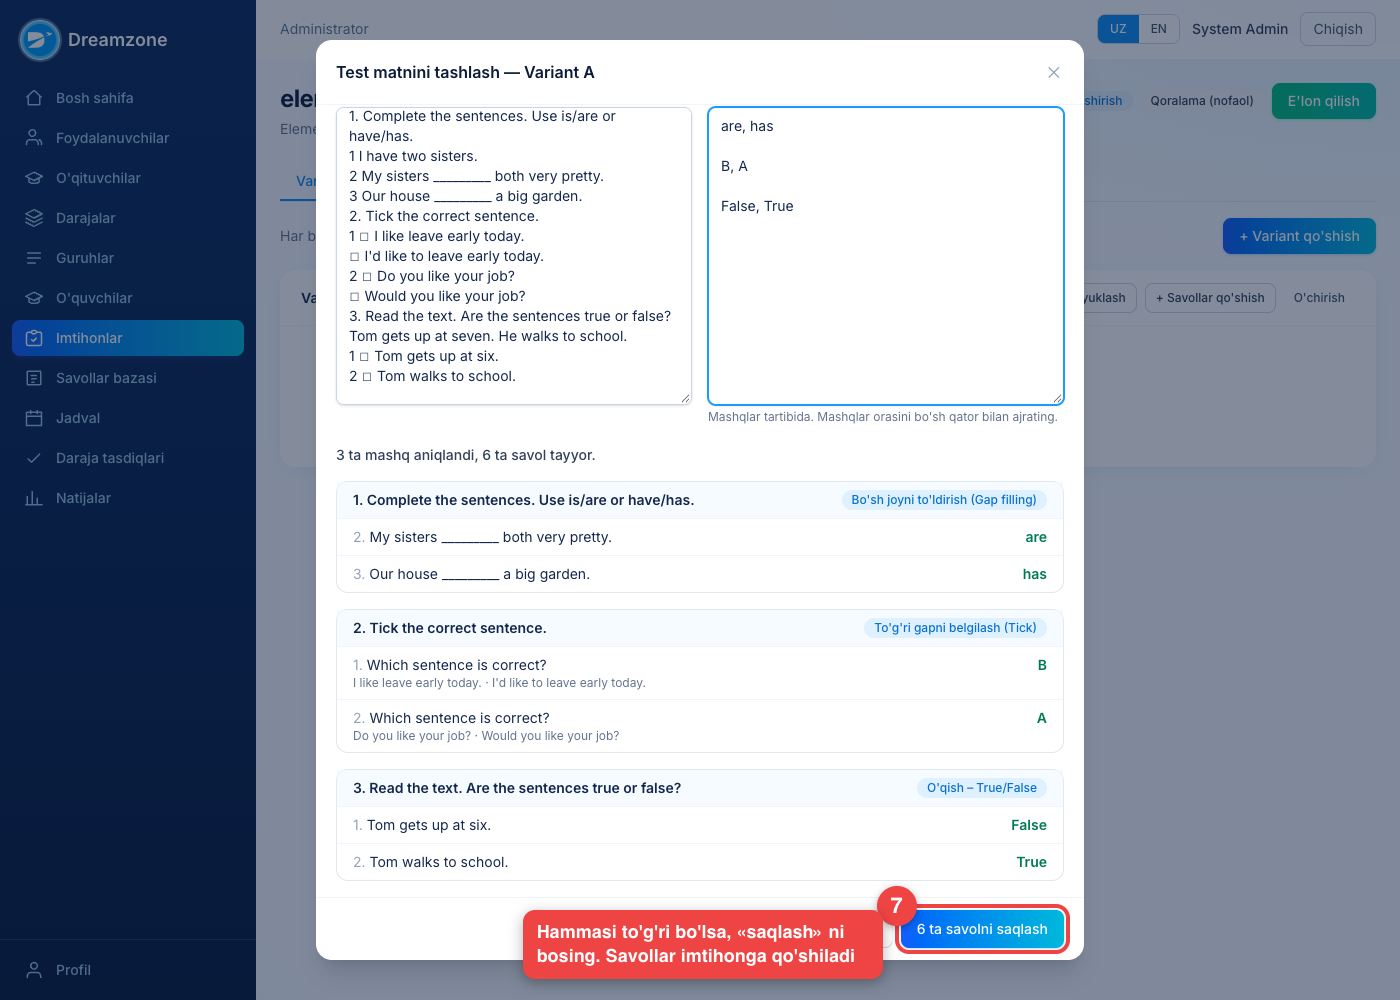 Dreamzone
Bosh sahifa
Foydalanuvchilar
O'qituvchilar
Darajalar
Guruhlar
O'quvchilar
Imtihonlar
Savollar bazasi
Jadval
Daraja tasdiqlari
Natijalar
Profil
Administrator
UZ
EN
System Admin
Chiqish
Qoralama (nofaol)
E'lon qilish
Har b
+ Variant qo'shish
+ Savollar qo'shish
O'chirish
Test matnini tashlash — Variant A
1. Complete the sentences. Use is/are or
have/has.
1 I have two sisters.
2 My sisters _________ both very pretty.
3 Our house _________ a big garden.
2. Tick the correct sentence.
1 □ I like leave early today.
□ I'd like to leave early today.
2 □ Do you like your job?
□ Would you like your job?
3. Read the text. Are the sentences true or false?
Tom gets up at seven. He walks to school.
1 □ Tom gets up at six.
2 □ Tom walks to school.
are, has
B, A
False, True
Mashqlar tartibida. Mashqlar orasini bo'sh qator bilan ajrating.
3 ta mashq aniqlandi, 6 ta savol tayyor.
1. Complete the sentences. Use is/are or have/has.
Bo'sh joyni to'ldirish (Gap filling)
2. My sisters _________ both very pretty.
are
3. Our house _________ a big garden.
has
2. Tick the correct sentence.
To'g'ri gapni belgilash (Tick)
1. Which sentence is correct?
B
I like leave early today. · I'd like to leave early today.
2. Which sentence is correct?
A
Do you like your job? · Would you like your job?
3. Read the text. Are the sentences true or false?
O'qish – True/False
1. Tom gets up at six.
False
2. Tom walks to school.
True
7
Hammasi to'g'ri bo'lsa, «saqlash» ni
bosing. Savollar imtihonga qo'shiladi
6 ta savolni saqlash